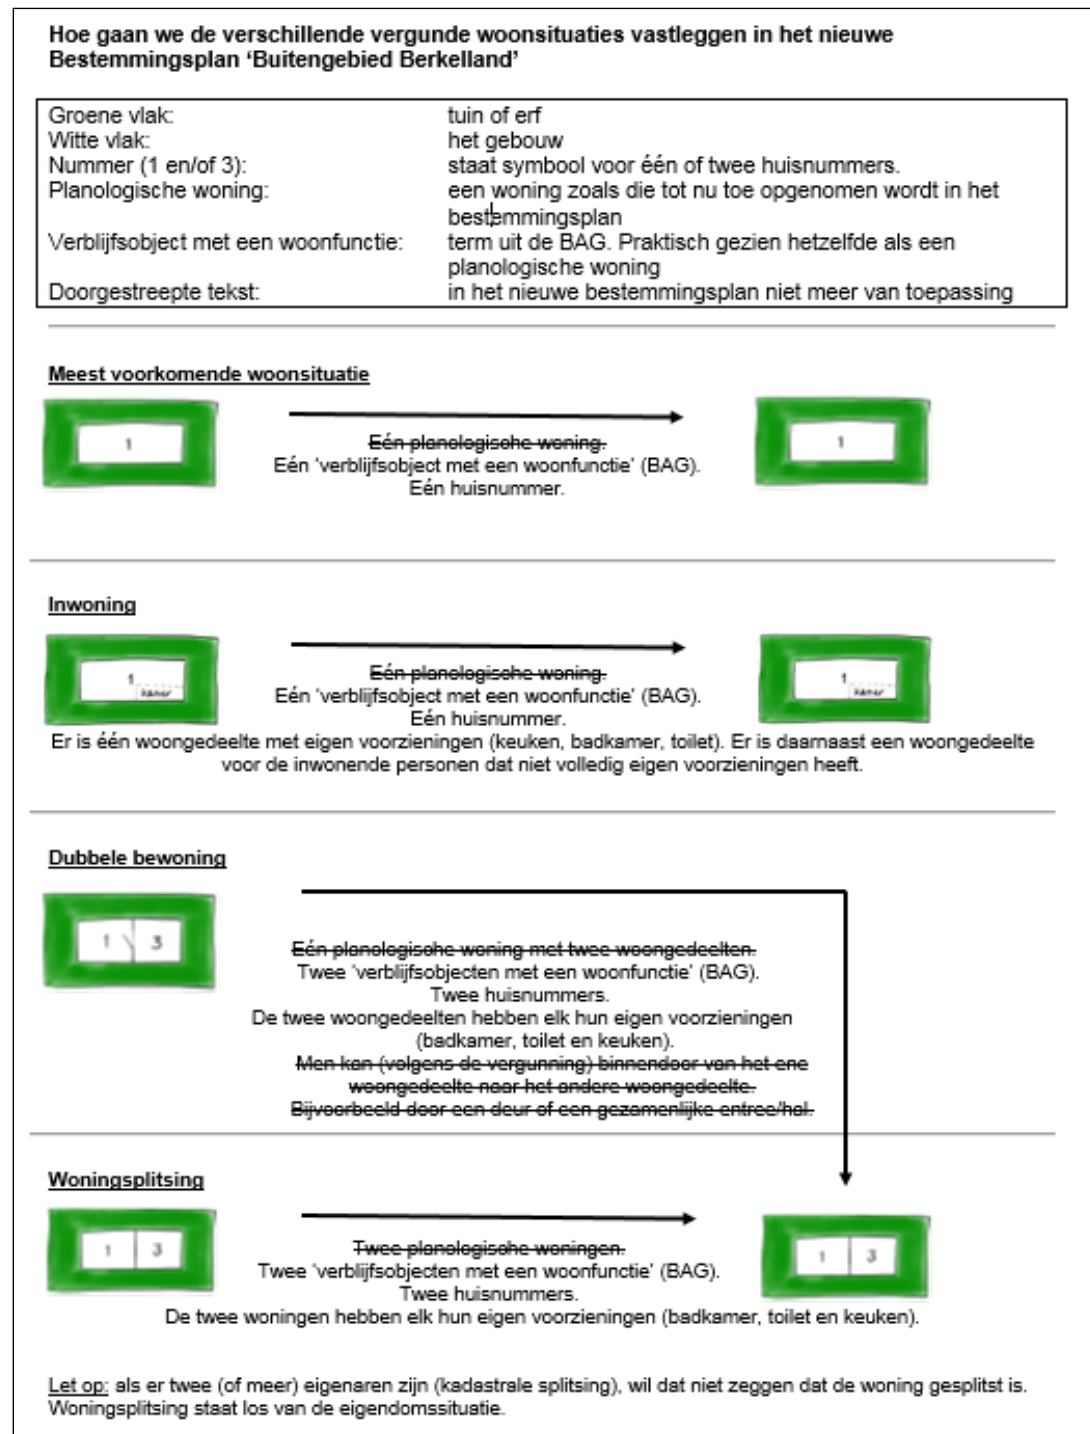 Hoe gaan we de verschillende vergunde woonsituaties vastleggen in het nieuwe
Bestemmingsplan ‘Buitengebied Berkelland’
Groene vlak: tuin of erf
Witte vlak: het gebouw
Nummer (1 en/of 3): staat symbool voor één of twee huisnummers.
Planologische woning: een woning zoals die tot nu toe opgenomen wordt in het
bestemmingsplan
Verblijfsobject met een woonfunctie: term uit de BAG. Praktisch gezien hetzelfde als een
planologische woning
Doorgestreepte tekst: in het nieuwe bestemmingsplan niet meer van toepassing
Meest voorkomende woonsituatie
1
1
Eén planologische woning.
Eén ‘verblijfsobject met een woonfunctie’ (BAG).
Eén huisnummer.
Inwoning
1
kamer
1
kamer
Eén planologische woning.
Eén ‘verblijfsobject met een woonfunctie’ (BAG).
Eén huisnummer.
Er is één woongedeelte met eigen voorzieningen (keuken, badkamer, toilet). Er is daarnaast een woongedeelte
voor de inwonende personen dat niet volledig eigen voorzieningen heeft.
Dubbele bewoning
1 3
Eén planologische woning met twee woongedeelten.
Twee ‘verblijfsobjecten met een woonfunctie’ (BAG).
Twee huisnummers.
De twee woongedeelten hebben elk hun eigen voorzieningen
(badkamer, toilet en keuken).
Men kan (volgens de vergunning) binnendoor van het ene
woongedeelte naar het andere woongedeelte.
Bijvoorbeeld door een deur of een gezamenlijke entree/hal.
Woningsplitsing
1 3
1 3
Twee planologische woningen.
Twee ‘verblijfsobjecten met een woonfunctie’ (BAG).
Twee huisnummers.
De twee woningen hebben elk hun eigen voorzieningen (badkamer, toilet en keuken).
Let op: als er twee (of meer) eigenaren zijn (kadastrale splitsing), wil dat niet zeggen dat de woning gesplitst is.
Woningsplitsing staat los van de eigendomssituatie.